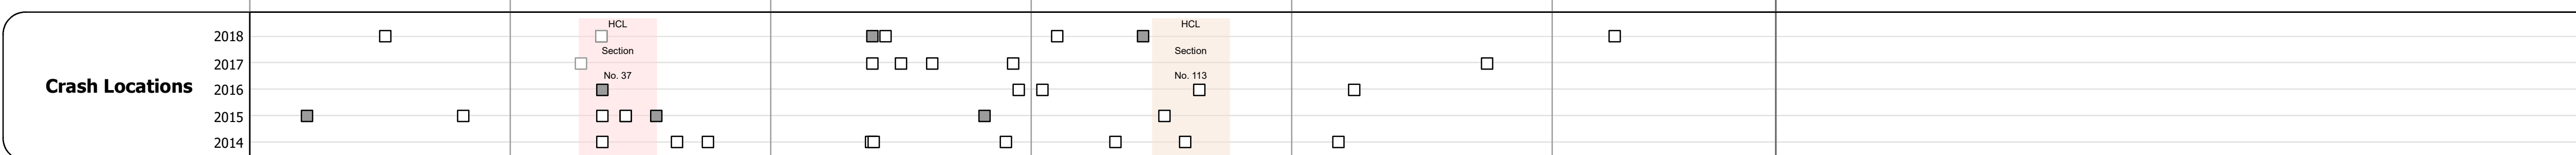 Crash Locations
2018
2017
2016
2015
2014
HCL
Section
No. 37
HCL
Section
No. 113